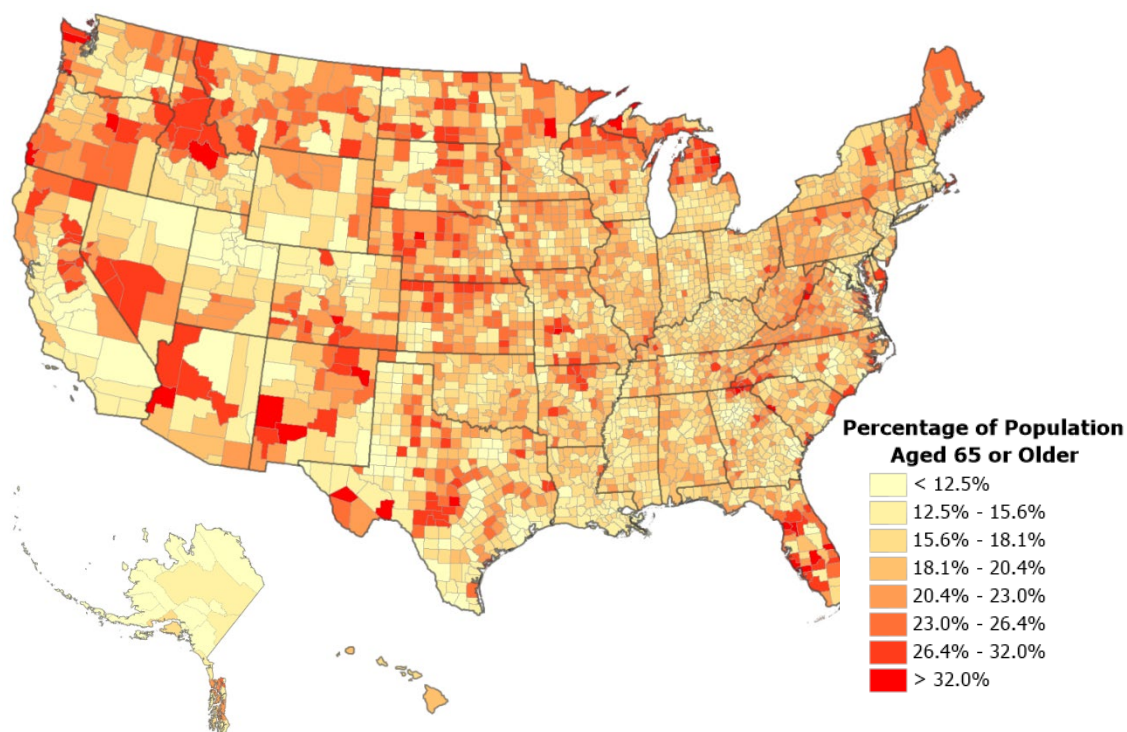 Percentage of Population
Aged 65 or Older
< 12.5%
12.5% - 15.6%
15.6% - 18.1%
18.1% - 20.4%
20.4% - 23.0%
23.0% - 26.4%
26.4% - 32.0%
> 32.0%